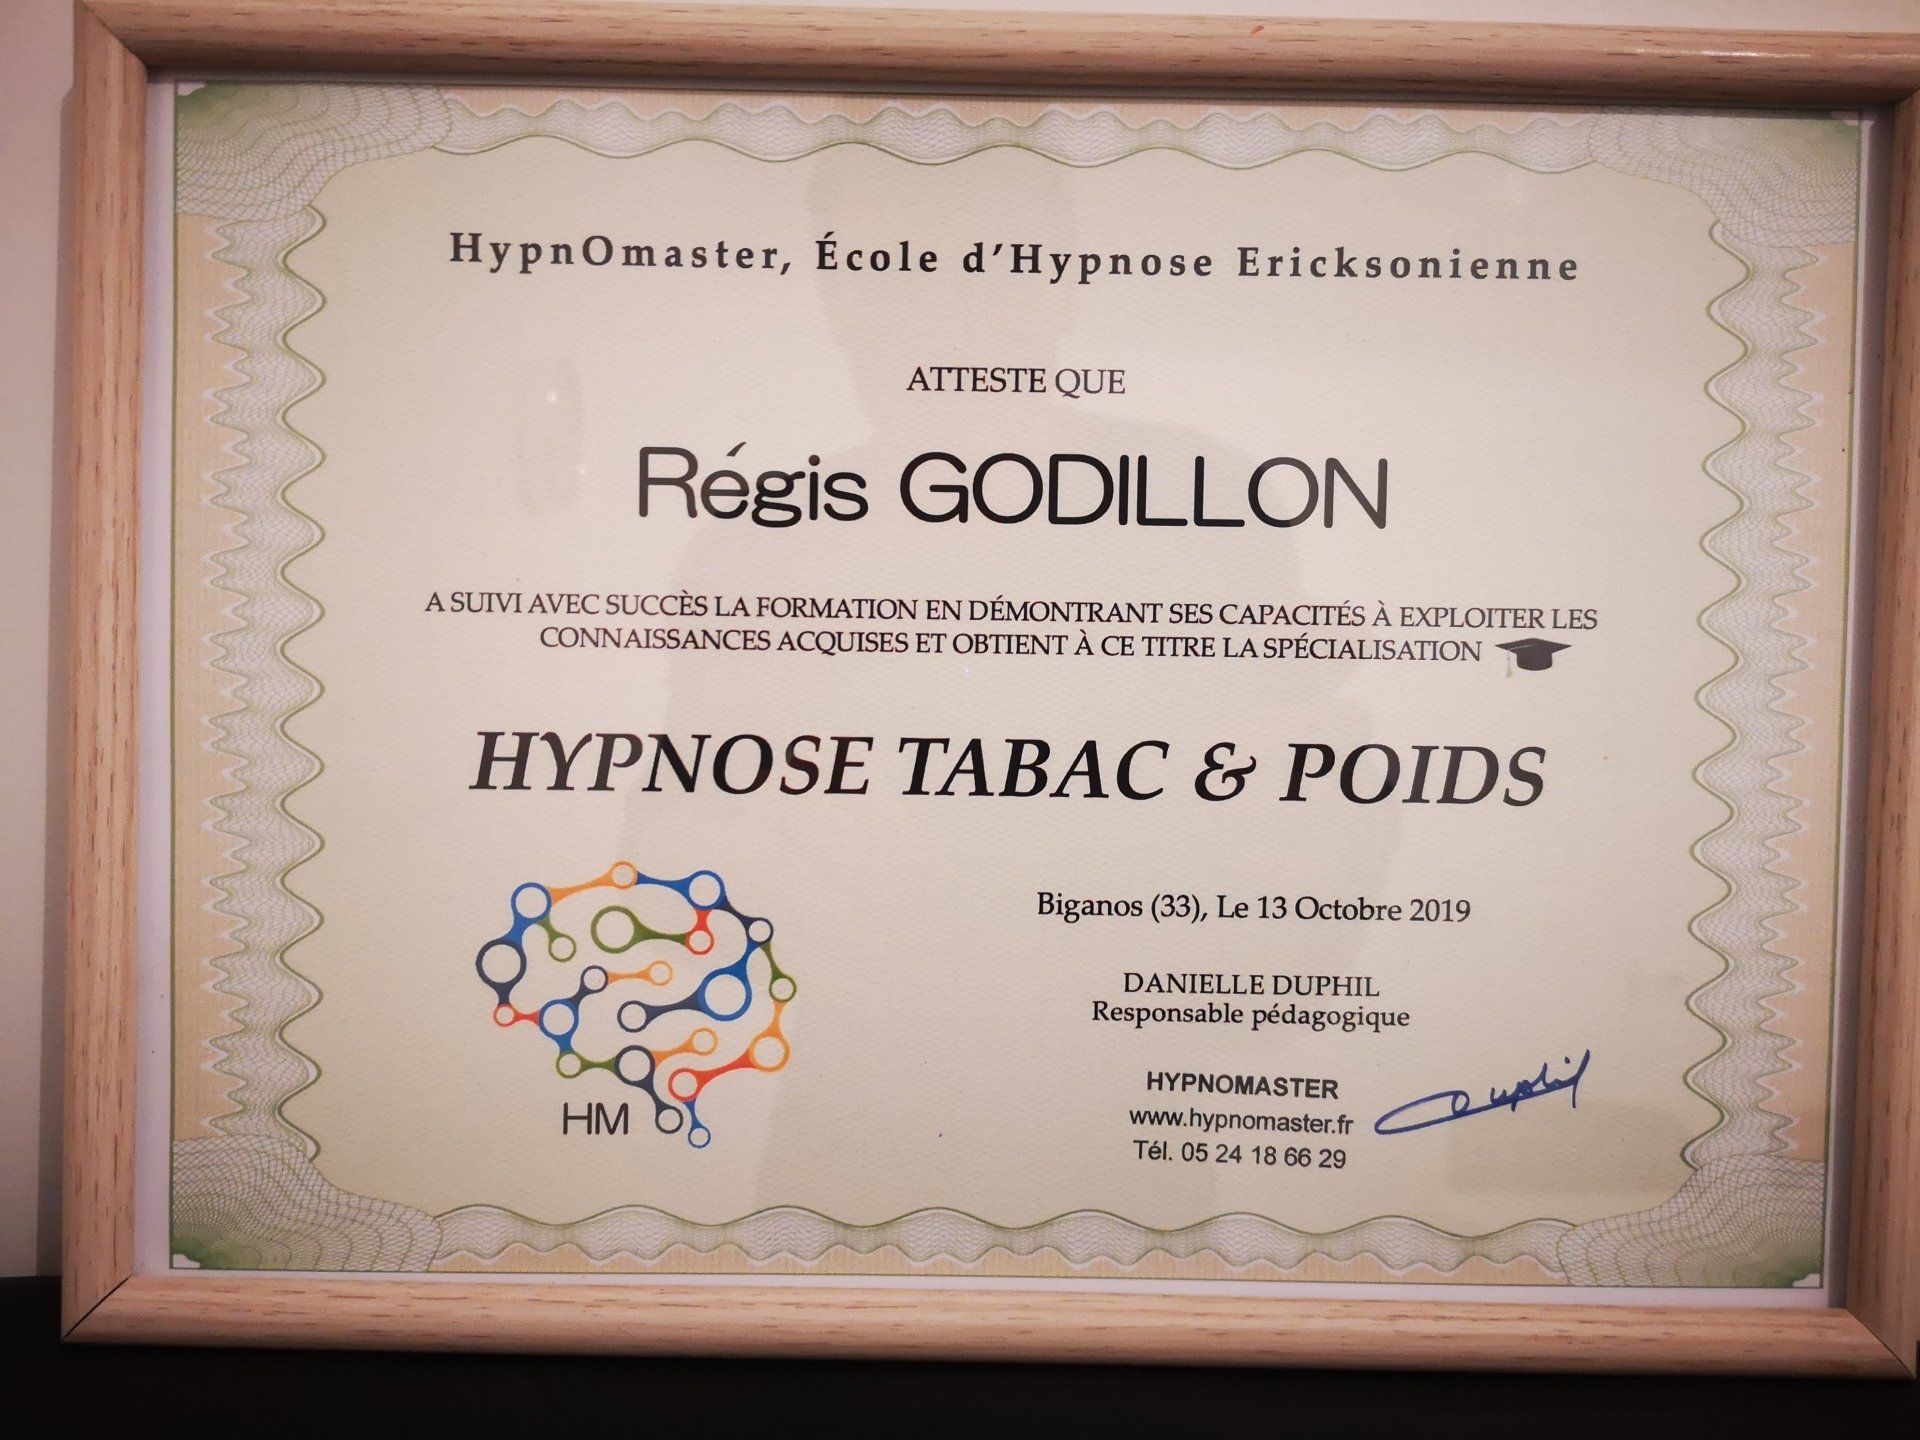 HypnOmaster, École d'Hypnose Ericksonienne
ATTESTE QUE
Régis GODILLON
A SUIVI AVEC SUCCÈS LA FORMATION EN DÉMONTRANT SES CAPACITÉS À EXPLOITER LES
CONNAISSANCES ACQUISES ET OBTIENT À CE TITRE LA SPÉCIALISATION
HYPNOSE TABAC & POIDS
Biganos (33), Le 13 Octobre 2019
DANIELLE DUPHIL
Responsable pédagogique
HYPNOMASTER
www.hypnomaster.fr
Tél. 05 24 18 66 29
Duphil
HM